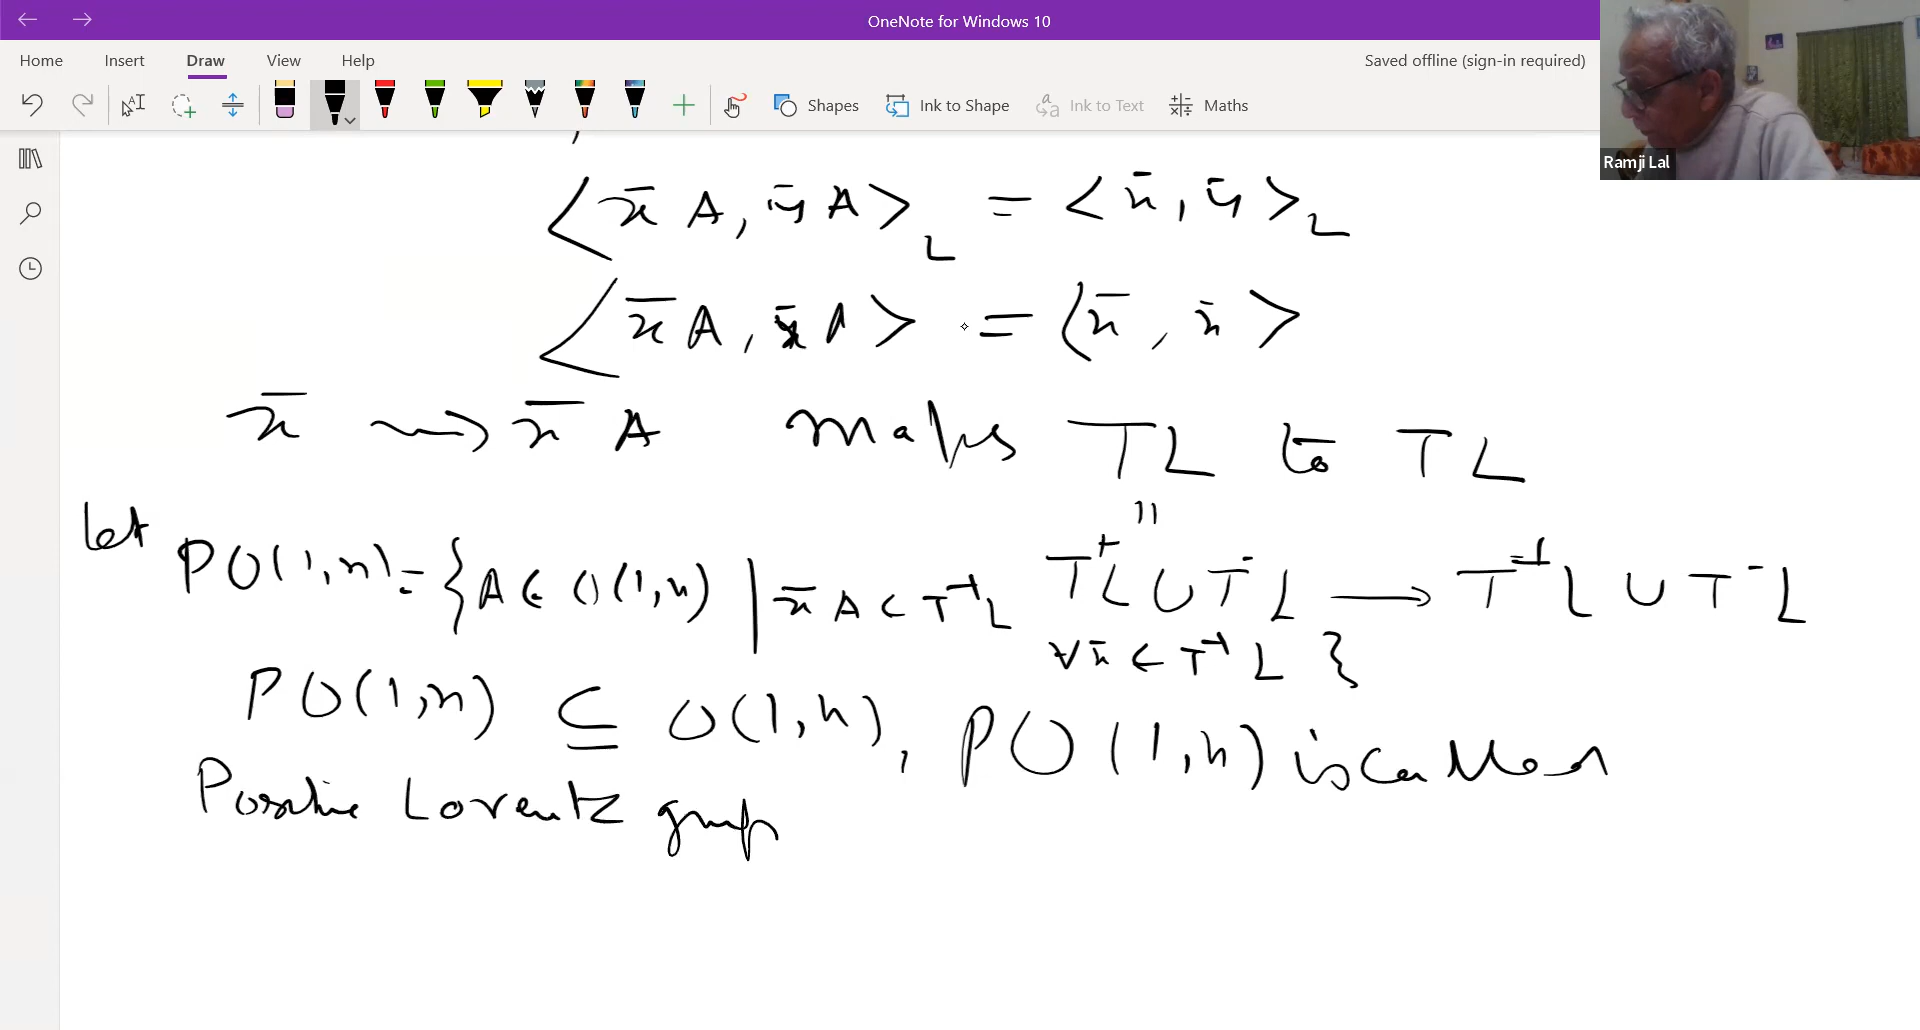 OneNote for Windows 10
Home Insert Draw View Help Saved offline (sign-in required)
Shapes Ink to Shape Ink to Text Maths
Ramji Lal
< x̄ A, ȳ A >_L = < x̄, ȳ >_L
< x̄ A, x̄ A > = < x̄, x̄ >
x̄ ⟿ x̄ A maps TL to TL
"
Let PO(1,n) = { A ∈ O(1,n) | x̄ A ∈ T⁺L T⁺L ∪ T⁻L → T⁺L ∪ T⁻L
∀ x̄ ∈ T⁺L }
PO(1,n) ⊆ O(1,n), PO(1,n) is called
Positive Lorentz group